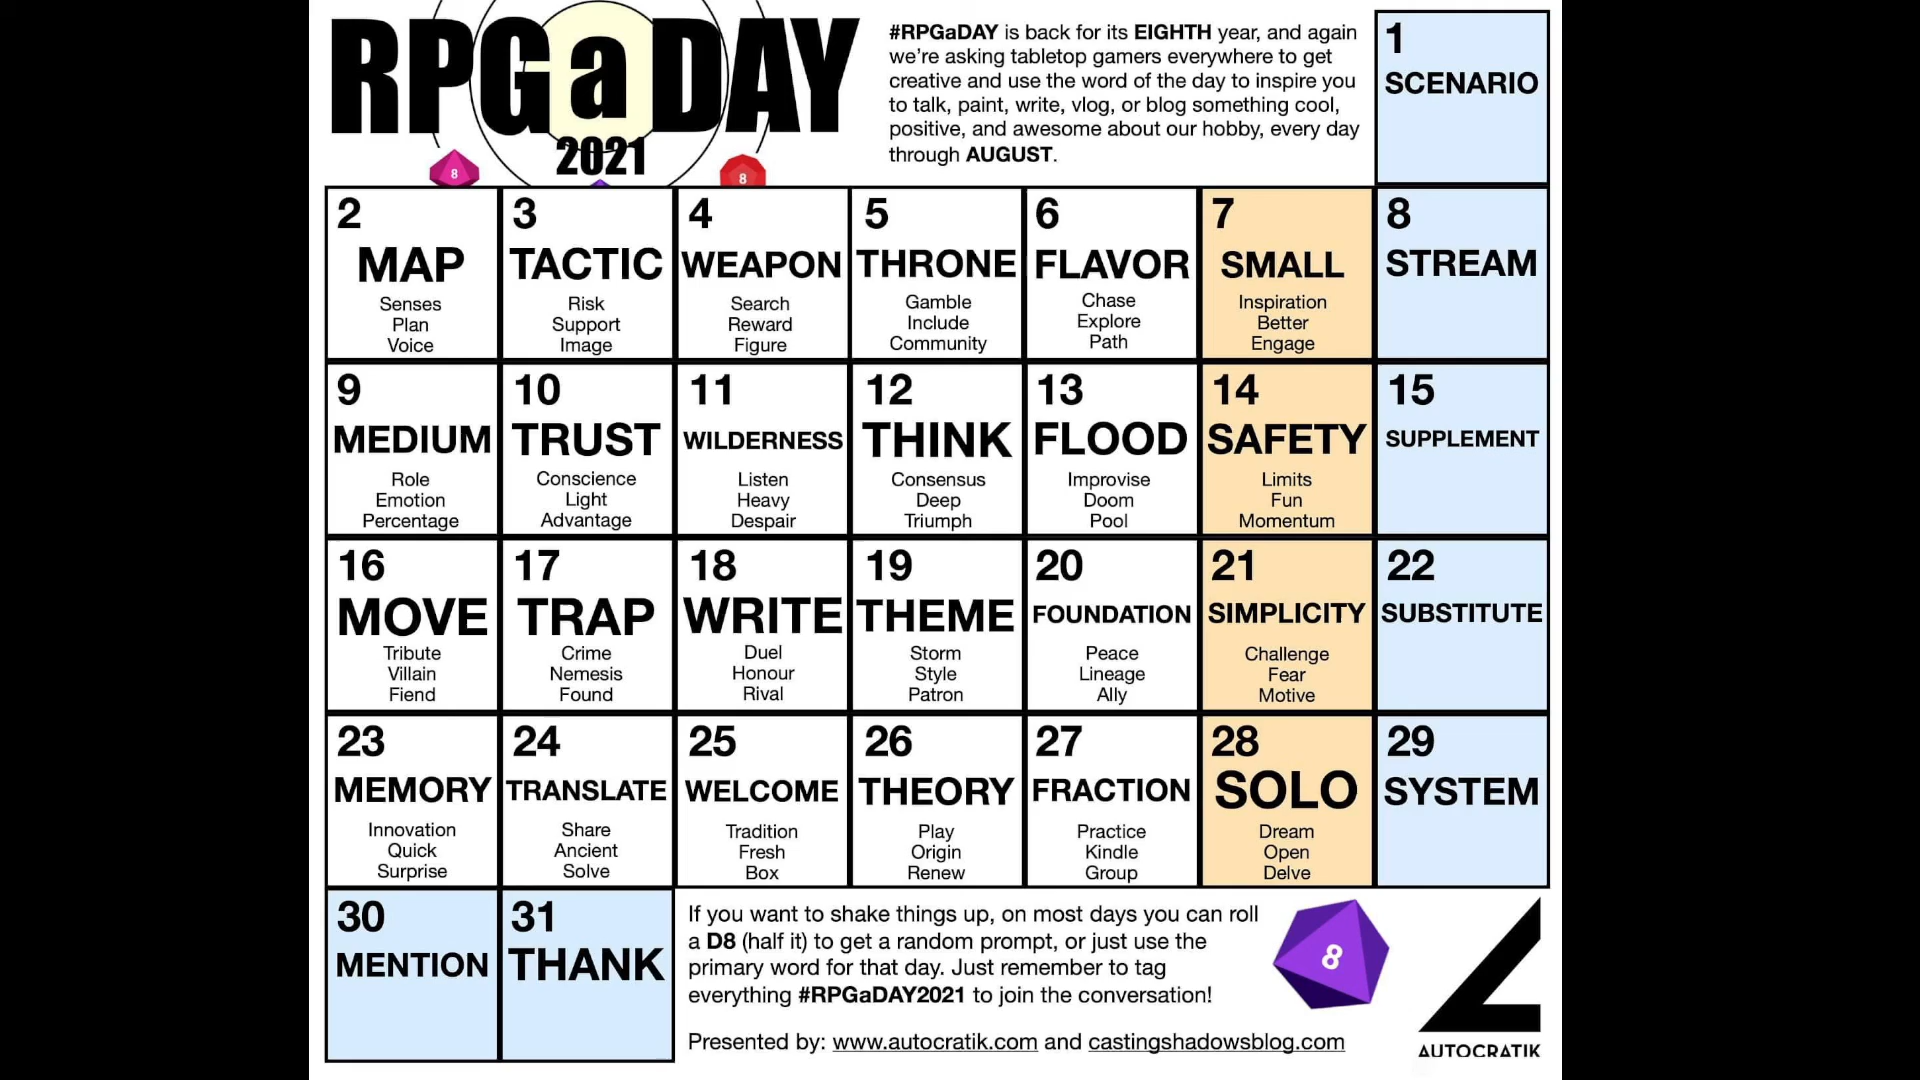 RPGaDAY
2021
8
8
#RPGaDAY is back for its EIGHTH year, and again
we're asking tabletop gamers everywhere to get
creative and use the word of the day to inspire you
to talk, paint, write, vlog, or blog something cool,
positive, and awesome about our hobby, every day
through AUGUST.
1
SCENARIO
2
MAP
Senses
Plan
Voice
3
TACTIC
Risk
Support
Image
4
WEAPON
Search
Reward
Figure
5
THRONE
Gamble
Include
Community
6
FLAVOR
Chase
Explore
Path
7
SMALL
Inspiration
Better
Engage
8
STREAM
9
MEDIUM
Role
Emotion
Percentage
10
TRUST
Conscience
Light
Advantage
11
WILDERNESS
Listen
Heavy
Despair
12
THINK
Consensus
Deep
Triumph
13
FLOOD
Improvise
Doom
Pool
14
SAFETY
Limits
Fun
Momentum
15
SUPPLEMENT
16
MOVE
Tribute
Villain
Fiend
17
TRAP
Crime
Nemesis
Found
18
WRITE
Duel
Honour
Rival
19
THEME
Storm
Style
Patron
20
FOUNDATION
Peace
Lineage
Ally
21
SIMPLICITY
Challenge
Fear
Motive
22
SUBSTITUTE
23
MEMORY
Innovation
Quick
Surprise
24
TRANSLATE
Share
Ancient
Solve
25
WELCOME
Tradition
Fresh
Box
26
THEORY
Play
Origin
Renew
27
FRACTION
Practice
Kindle
Group
28
SOLO
Dream
Open
Delve
29
SYSTEM
30
MENTION
31
THANK
If you want to shake things up, on most days you can roll
a D8 (half it) to get a random prompt, or just use the
primary word for that day. Just remember to tag
everything #RPGaDAY2021 to join the conversation!
Presented by: www.autocratik.com and castingshadowsblog.com
8
AUTOCRATIK